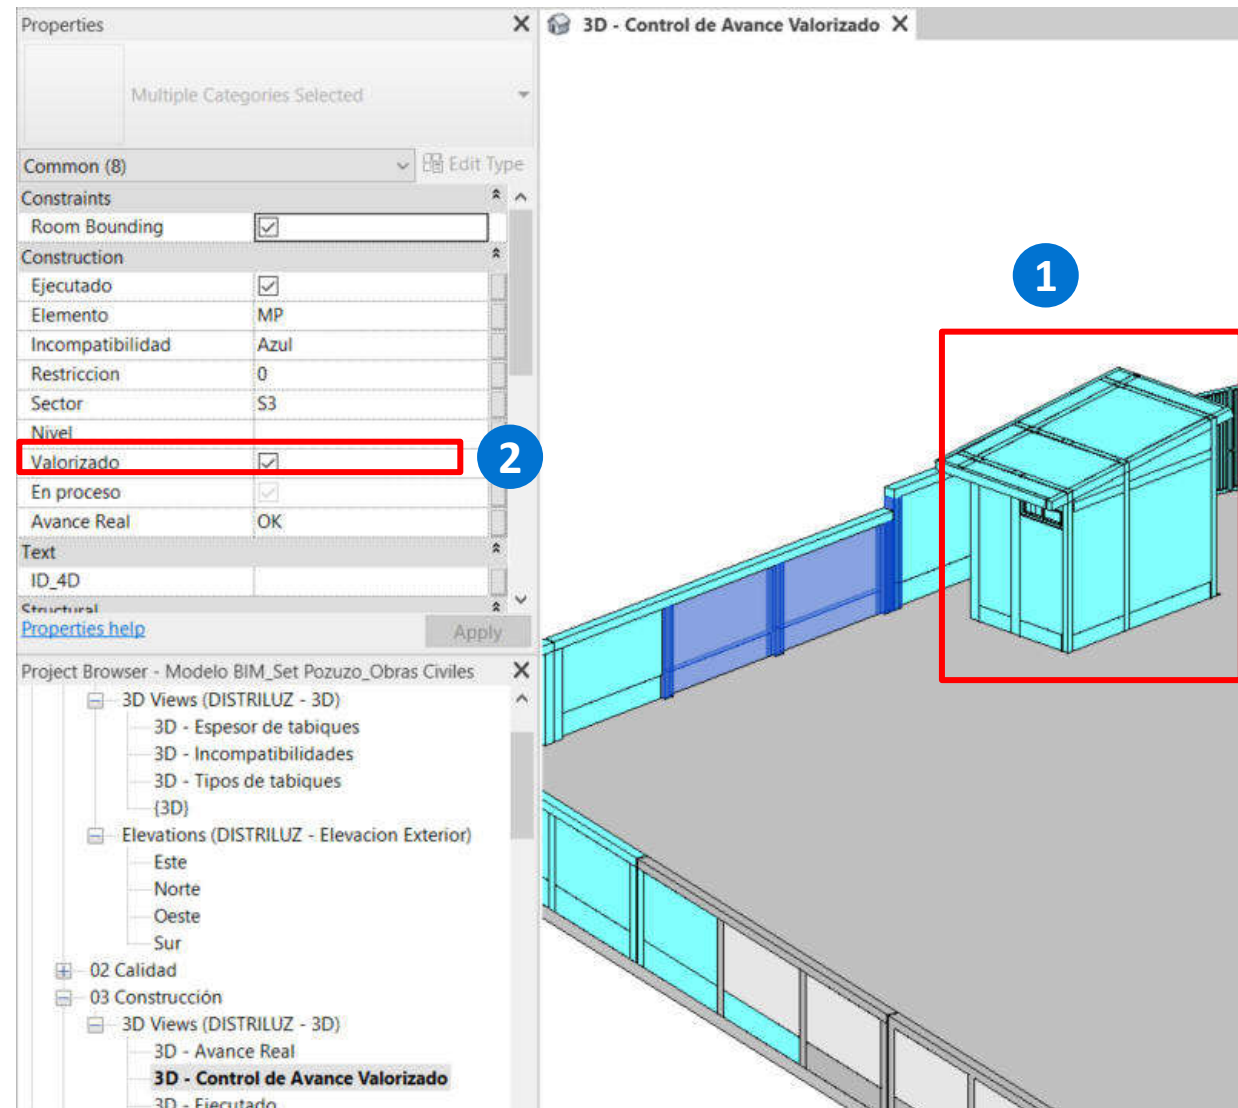 Properties
Multiple Categories Selected
Common (8)
Edit Type
Constraints
Room Bounding
Construction
Ejecutado
Elemento MP
Incompatibilidad Azul
Restriccion 0
Sector S3
Nivel
Valorizado
En proceso
Avance Real OK
Text
ID_4D
Structural
Properties help
Apply
Project Browser - Modelo BIM_Set Pozuzo_Obras Civiles
3D Views (DISTRILUZ - 3D)
3D - Espesor de tabiques
3D - Incompatibilidades
3D - Tipos de tabiques
{3D}
Elevations (DISTRILUZ - Elevacion Exterior)
Este
Norte
Oeste
Sur
02 Calidad
03 Construcción
3D Views (DISTRILUZ - 3D)
3D - Avance Real
3D - Control de Avance Valorizado
3D - Ejecutado
3D - Control de Avance Valorizado
1
2